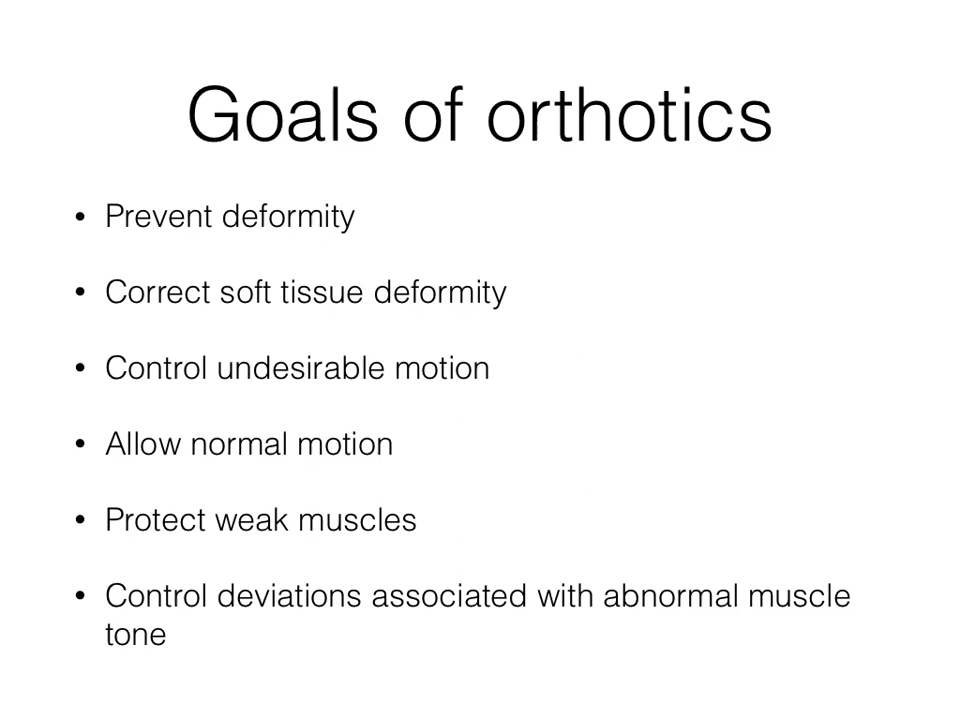 Goals of orthotics
• Prevent deformity
• Correct soft tissue deformity
• Control undesirable motion
• Allow normal motion
• Protect weak muscles
• Control deviations associated with abnormal muscle
tone